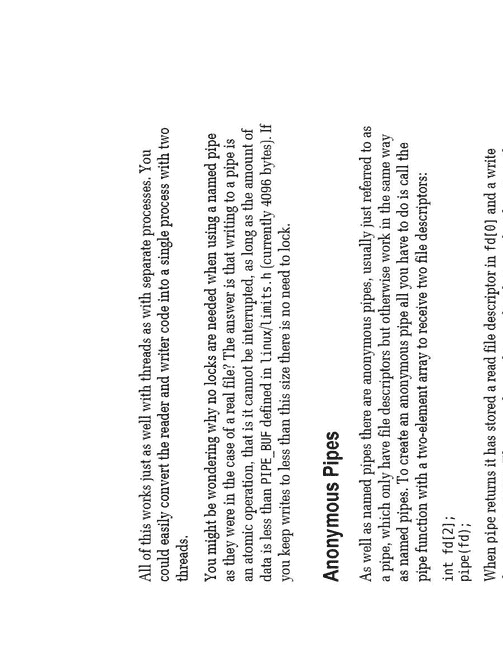 All of this works just as well with threads as with separate processes. You
could easily convert the reader and writer code into a single process with two
threads.
You might be wondering why no locks are needed when using a named pipe
as they were in the case of a real file? The answer is that writing to a pipe is
an atomic operation, that is it cannot be interrupted, as long as the amount of
data is less than PIPE_BUF defined in linux/limits.h (currently 4096 bytes). If
you keep writes to less than this size there is no need to lock.
Anonymous Pipes
As well as named pipes there are anonymous pipes, usually just referred to as
a pipe, which only have file descriptors but otherwise work in the same way
as named pipes. To create an anonymous pipe all you have to do is call the
pipe function with a two-element array to receive two file descriptors:
int fd[2];
pipe(fd);
When pipe returns it has stored a read file descriptor in fd[0] and a write